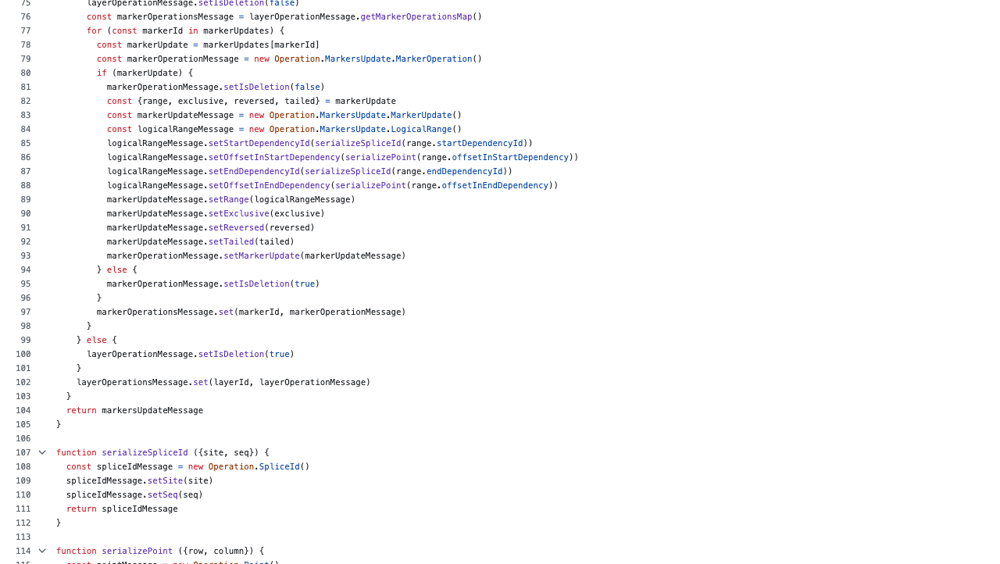 75 layerOperationMessage.setIsDeletion(false)
76 const markerOperationsMessage = layerOperationMessage.getMarkerOperationsMap()
77 for (const markerId in markerUpdates) {
78 const markerUpdate = markerUpdates[markerId]
79 const markerOperationMessage = new Operation.MarkersUpdate.MarkerOperation()
80 if (markerUpdate) {
81 markerOperationMessage.setIsDeletion(false)
82 const {range, exclusive, reversed, tailed} = markerUpdate
83 const markerUpdateMessage = new Operation.MarkersUpdate.MarkerUpdate()
84 const logicalRangeMessage = new Operation.MarkersUpdate.LogicalRange()
85 logicalRangeMessage.setStartDependencyId(serializeSpliceId(range.startDependencyId))
86 logicalRangeMessage.setOffsetInStartDependency(serializePoint(range.offsetInStartDependency))
87 logicalRangeMessage.setEndDependencyId(serializeSpliceId(range.endDependencyId))
88 logicalRangeMessage.setOffsetInEndDependency(serializePoint(range.offsetInEndDependency))
89 markerUpdateMessage.setRange(logicalRangeMessage)
90 markerUpdateMessage.setExclusive(exclusive)
91 markerUpdateMessage.setReversed(reversed)
92 markerUpdateMessage.setTailed(tailed)
93 markerOperationMessage.setMarkerUpdate(markerUpdateMessage)
94 } else {
95 markerOperationMessage.setIsDeletion(true)
96 }
97 markerOperationsMessage.set(markerId, markerOperationMessage)
98 }
99 } else {
100 layerOperationMessage.setIsDeletion(true)
101 }
102 layerOperationsMessage.set(layerId, layerOperationMessage)
103 }
104 return markersUpdateMessage
105 }
106
107 function serializeSpliceId ({site, seq}) {
108 const spliceIdMessage = new Operation.SpliceId()
109 spliceIdMessage.setSite(site)
110 spliceIdMessage.setSeq(seq)
111 return spliceIdMessage
112 }
113
114 function serializePoint ({row, column}) {
115 const pointMessage = new Operation.Point()